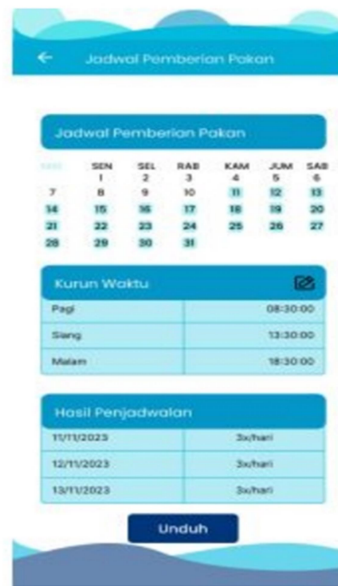 Jadwal Pemberian Pakan
Jadwal Pemberian Pakan
SEN SEL RAB KAM JUM SAB
1 2 3 4 5 6
7 8 9 10 11 12 13
14 15 16 17 18 19 20
21 22 23 24 25 26 27
28 29 30 31
Kurun Waktu
Pagi 08:30:00
Siang 13:30:00
Malam 18:30:00
Hasil Penjadwalan
11/11/2023 3x/hari
12/11/2023 3x/hari
13/11/2023 3x/hari
Unduh